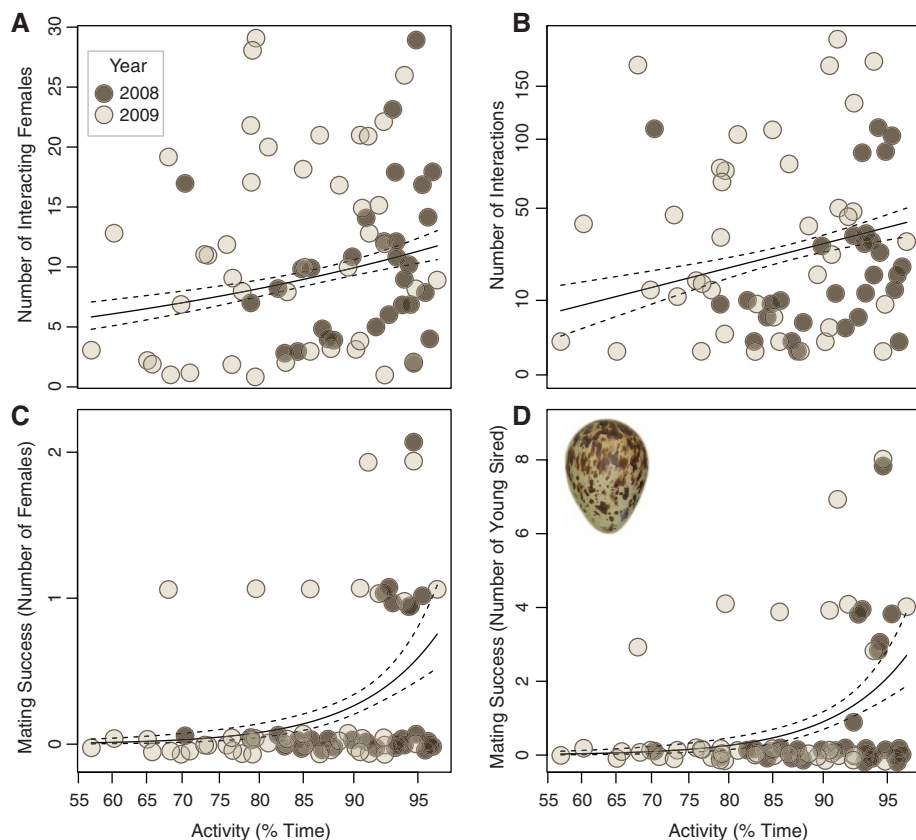 A
Number of Interacting Females
30
25
20
15
10
5
0
Year
2008
2009
B
Number of Interactions
150
100
50
10
0
C
Mating Success (Number of Females)
2
1
0
55 60 65 70 75 80 85 90 95
Activity (% Time)
D
Mating Success (Number of Young Sired)
8
6
4
2
0
55 60 65 70 75 80 85 90 95
Activity (% Time)